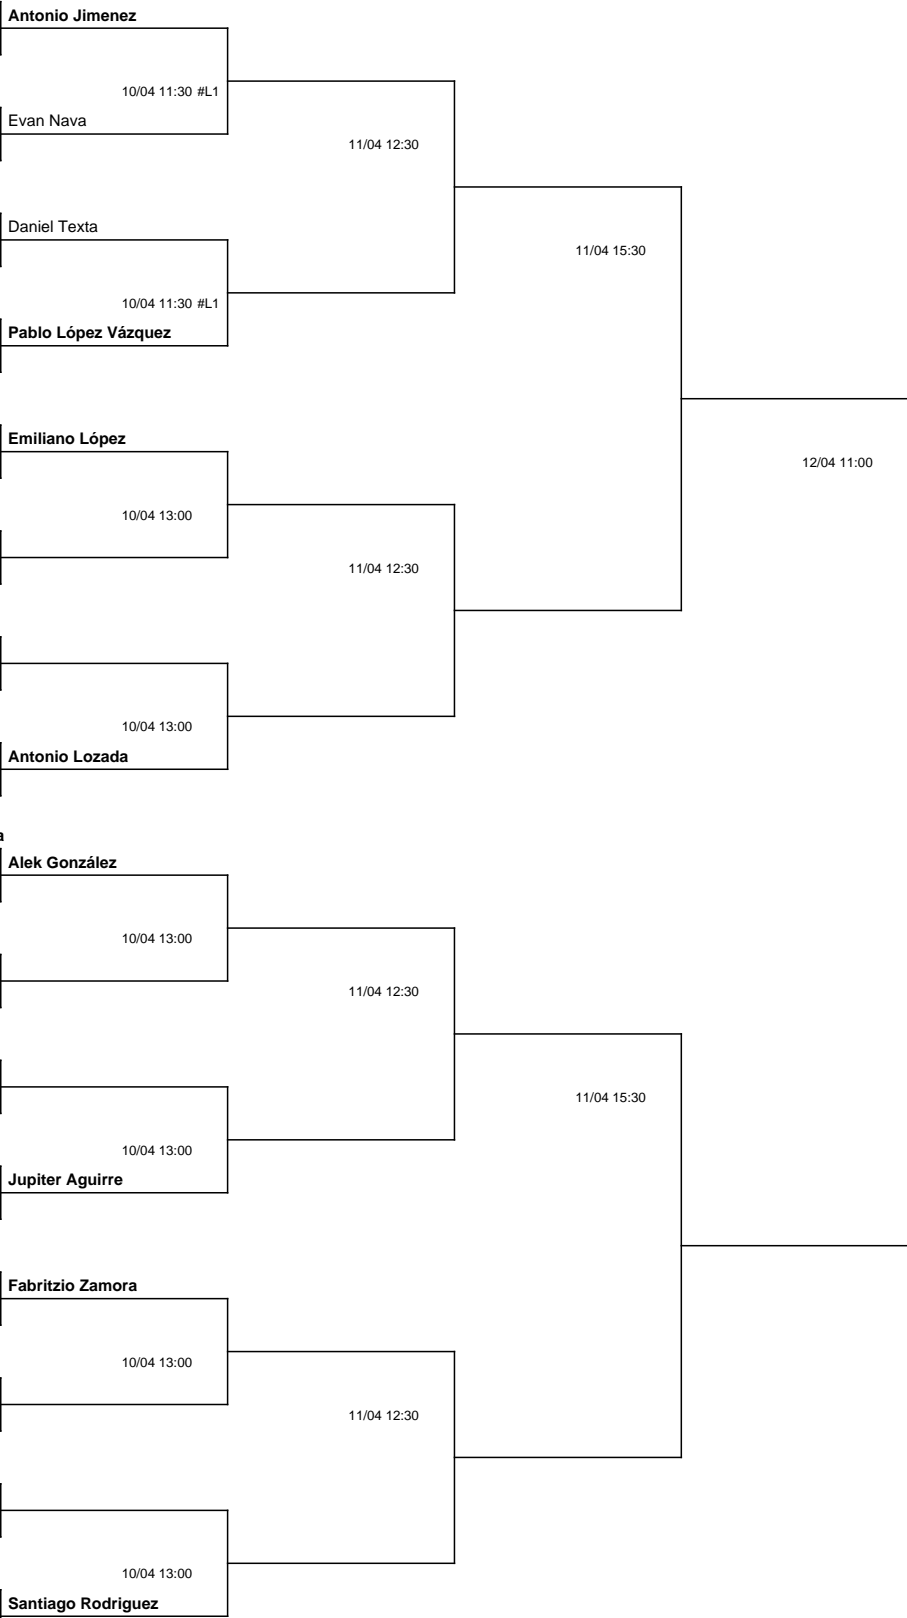 Antonio Jimenez
10/04 11:30 #L1
Evan Nava
11/04 12:30
Daniel Texta
11/04 15:30
10/04 11:30 #L1
Pablo López Vázquez
Emiliano López
12/04 11:00
10/04 13:00
11/04 12:30
10/04 13:00
Antonio Lozada
a
Alek González
10/04 13:00
11/04 12:30
11/04 15:30
10/04 13:00
Jupiter Aguirre
Fabritzio Zamora
10/04 13:00
11/04 12:30
10/04 13:00
Santiago Rodriguez